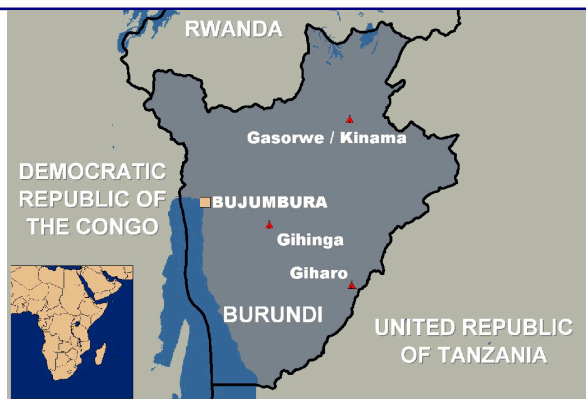 RWANDA
Gasorwe / Kinama
DEMOCRATIC
REPUBLIC OF
THE CONGO
BUJUMBURA
Gihinga
Giharo
BURUNDI
UNITED REPUBLIC
OF TANZANIA